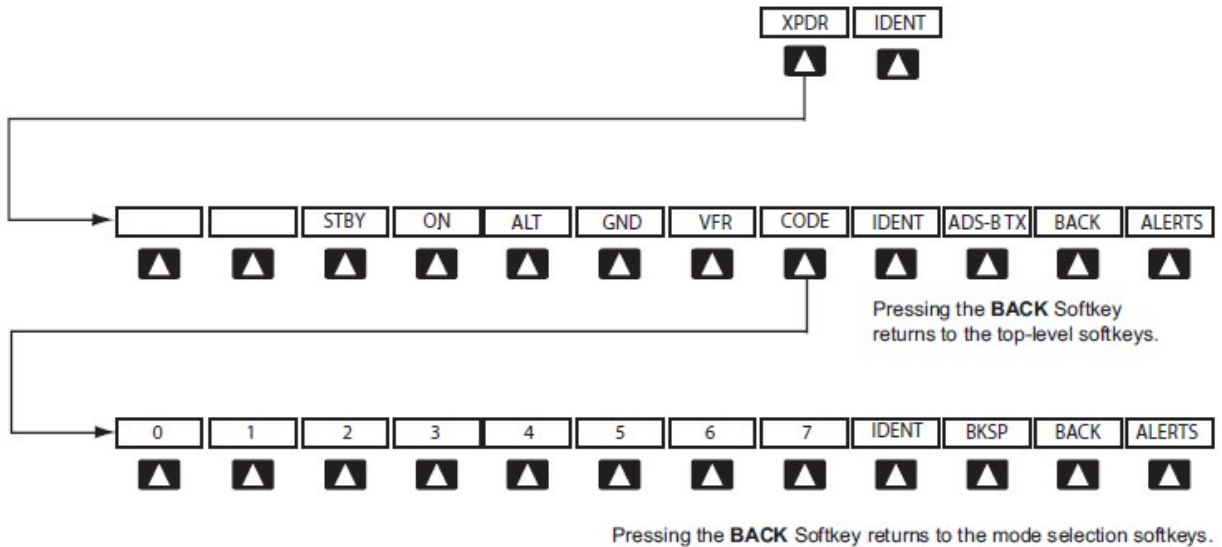 XPDR IDENT
STBY ON ALT GND VFR CODE IDENT ADS-B TX BACK ALERTS
Pressing the BACK Softkey
returns to the top-level softkeys.
0 1 2 3 4 5 6 7 IDENT BKSP BACK ALERTS
Pressing the BACK Softkey returns to the mode selection softkeys.